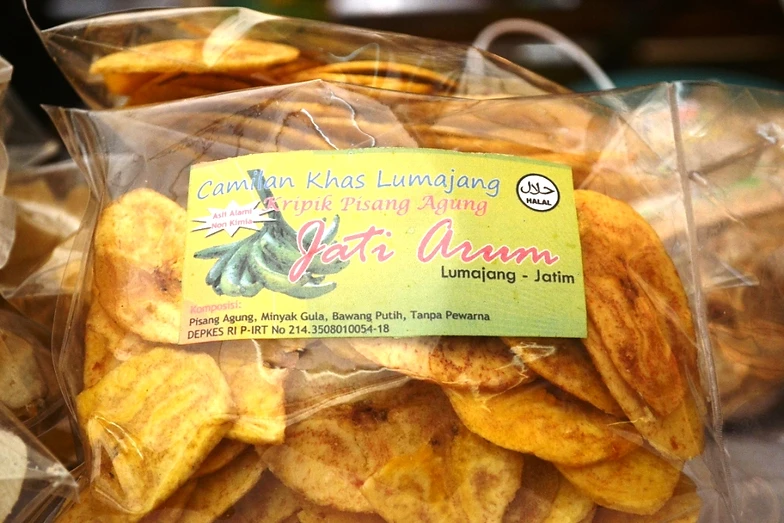 Camilan Khas Lumajang
حلال
HALAL
Kripik Pisang Agung
Asli Alami
Non Kimia
Jati Arum
Lumajang - Jatim
Komposisi:
Pisang Agung, Minyak Gula, Bawang Putih, Tanpa Pewarna
DEPKES RI P-IRT No 214.3508010054-18